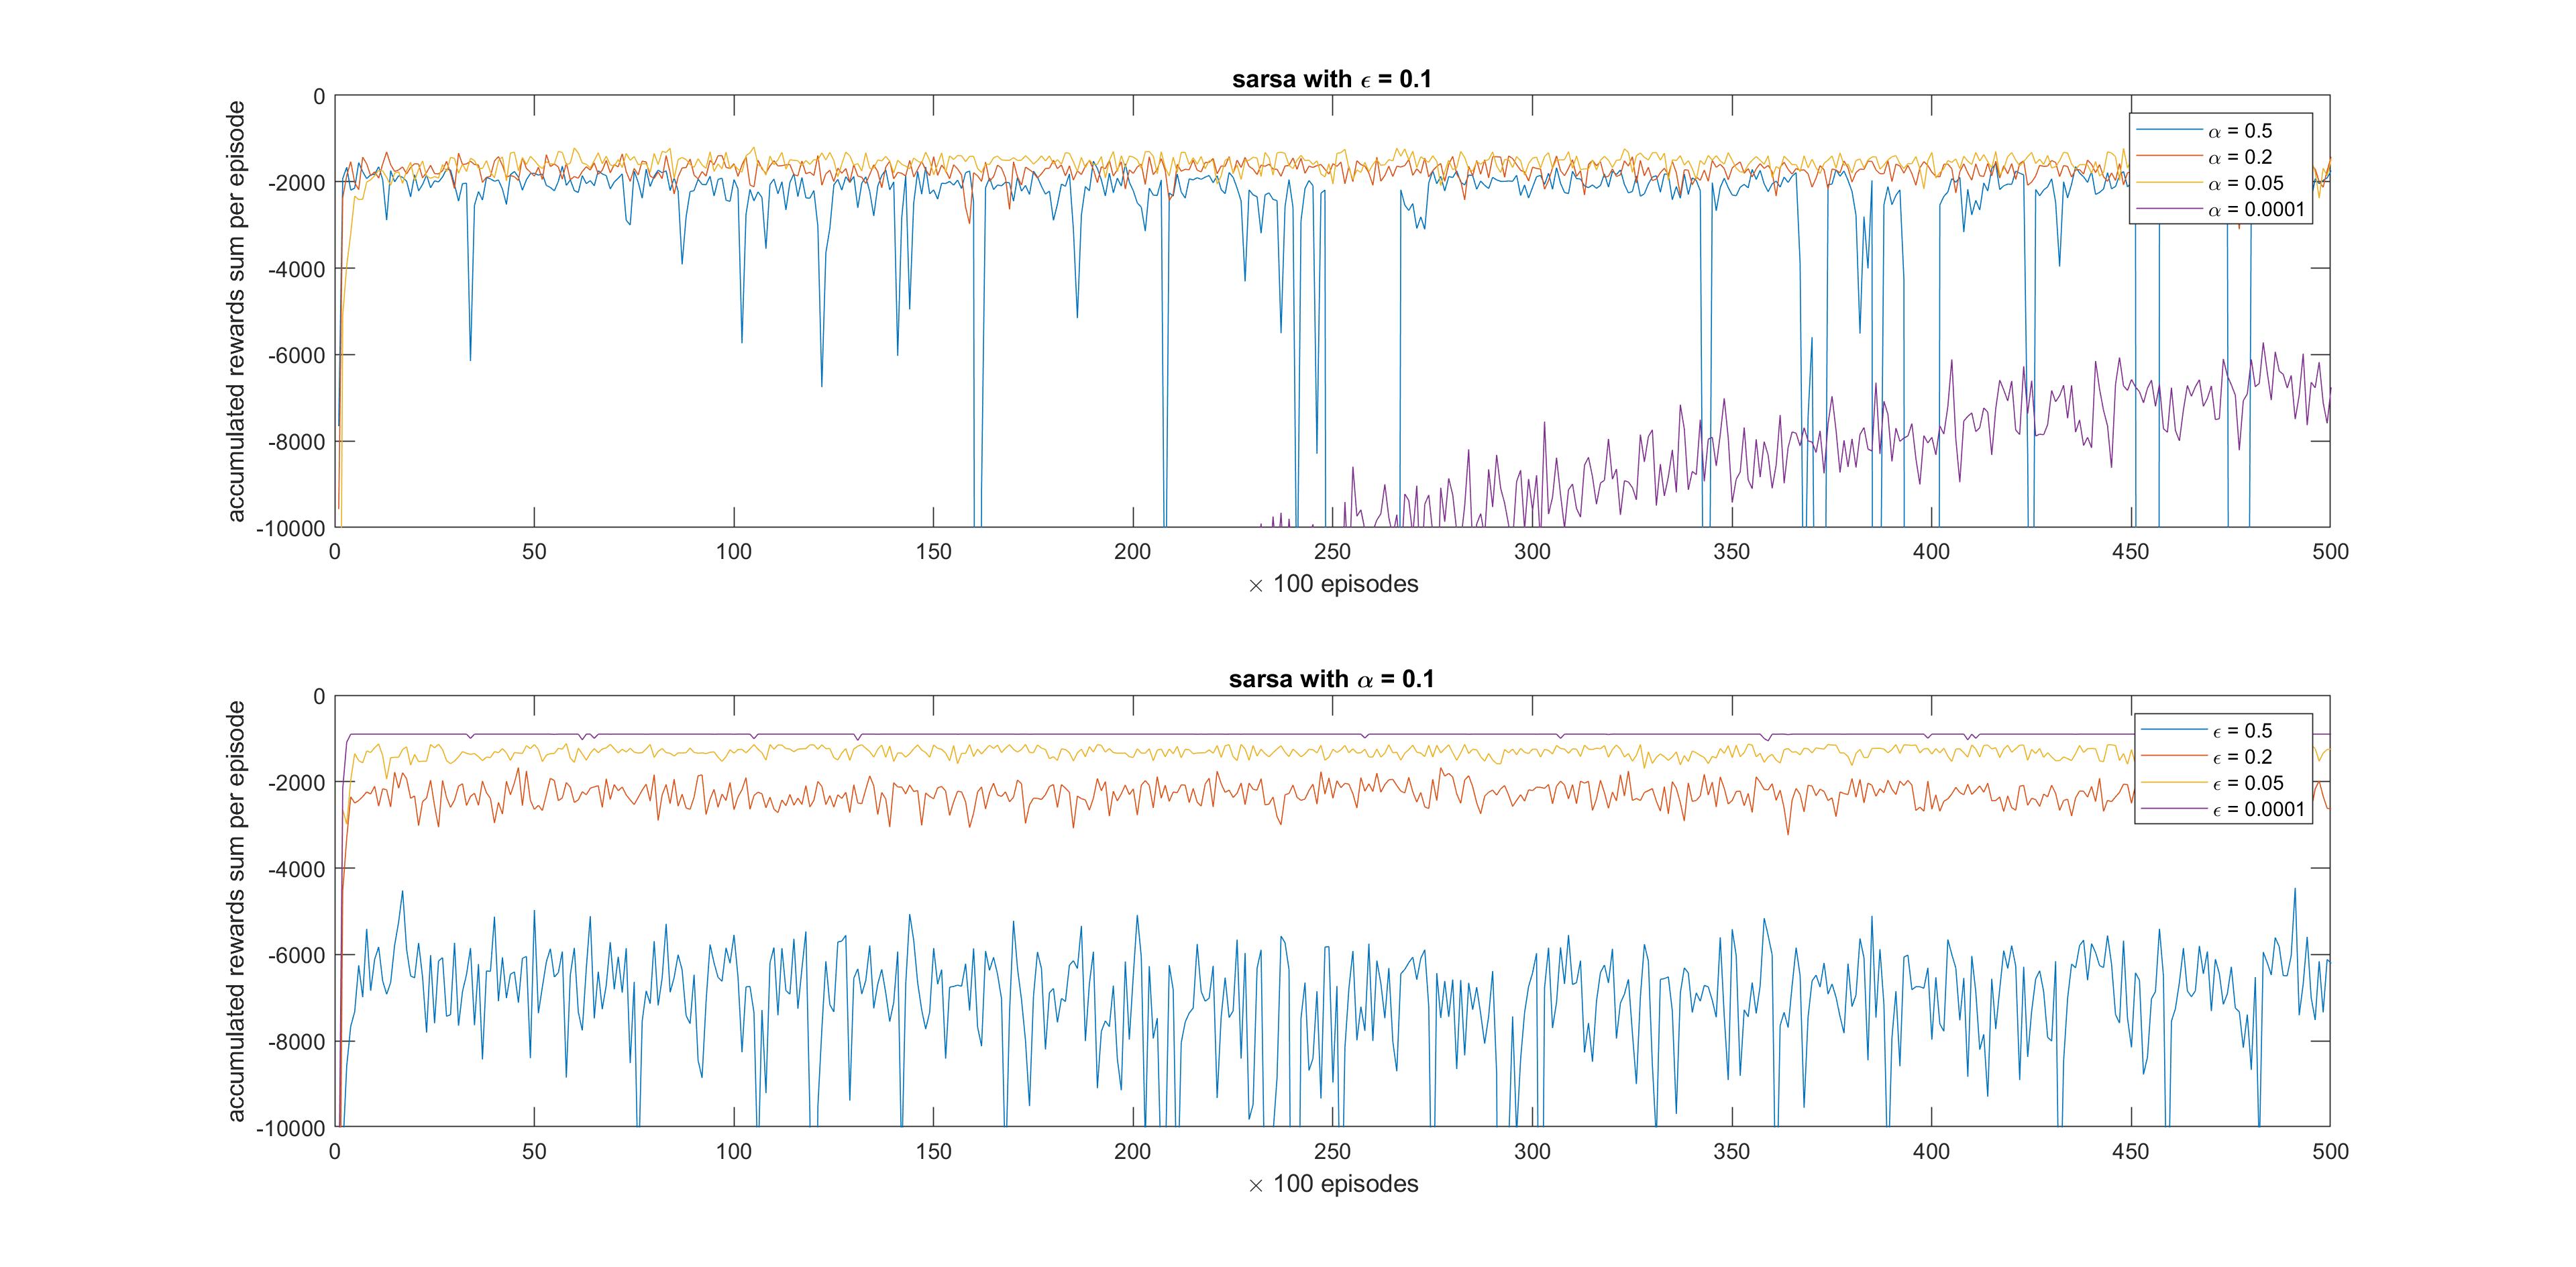 sarsa with ϵ = 0.1
accumulated rewards sum per episode
0
-2000
-4000
-6000
-8000
-10000
α = 0.5
α = 0.2
α = 0.05
α = 0.0001
0 50 100 150 200 250 300 350 400 450 500
× 100 episodes
sarsa with α = 0.1
accumulated rewards sum per episode
0
-2000
-4000
-6000
-8000
-10000
ϵ = 0.5
ϵ = 0.2
ϵ = 0.05
ϵ = 0.0001
0 50 100 150 200 250 300 350 400 450 500
× 100 episodes